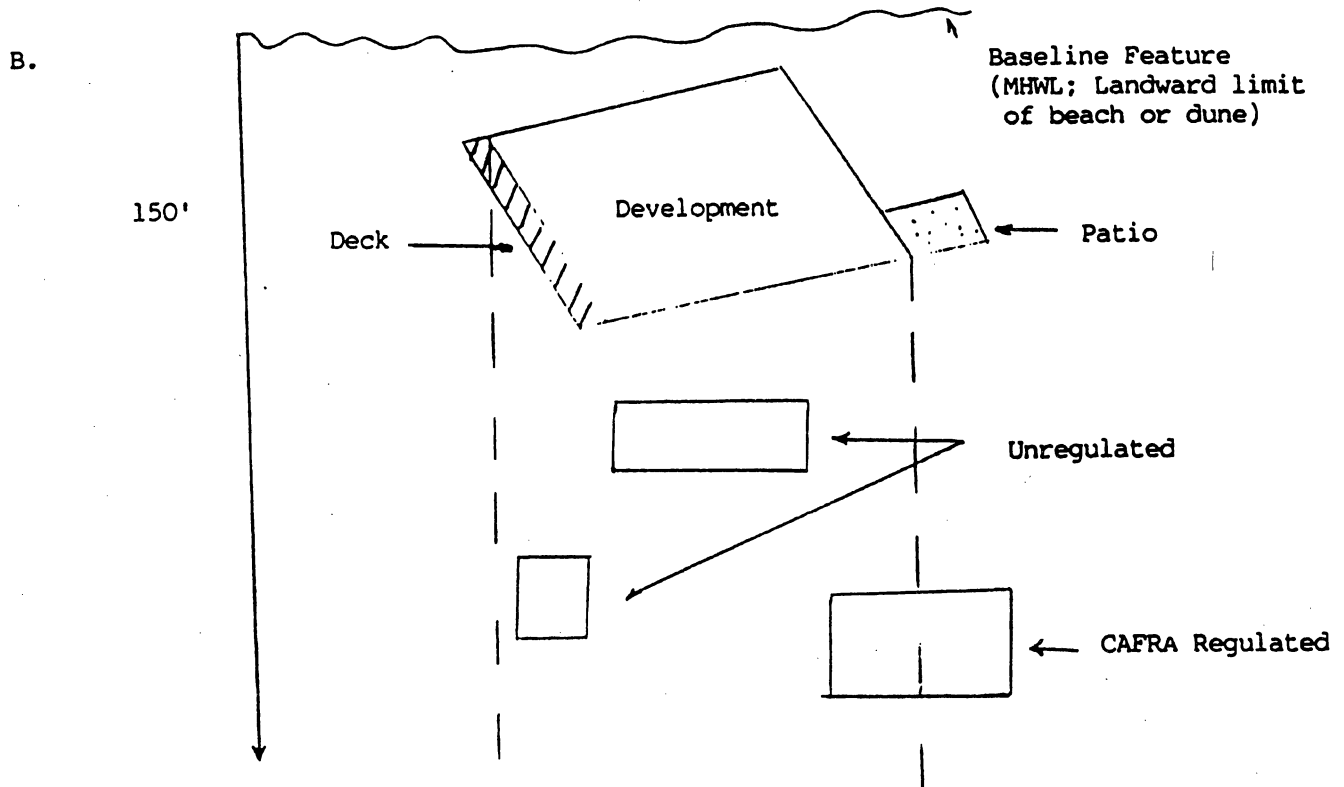 B.
Baseline Feature
(MHWL; Landward limit
of beach or dune)
150'
Development
Deck
Patio
Unregulated
CAFRA Regulated